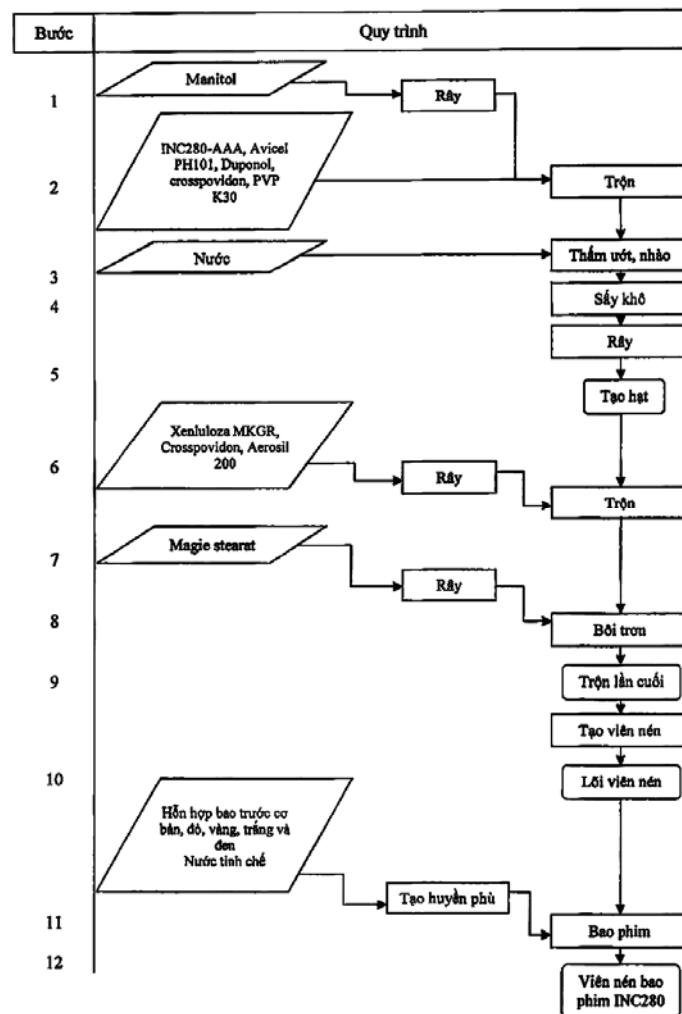 Bước
Quy trình
1
Manitol
Rây
2
INC280-AAA, Avicel
PH101, Duponol,
crosspovidon, PVP
K30
Trộn
Nước
Thấm ướt, nhào
3
4
Sấy khô
Rây
5
Tạo hạt
6
Xenluloza MKGR,
Crosspovidon, Aerosil
200
Rây
Trộn
7
Magie stearat
Rây
8
Bôi trơn
9
Trộn lần cuối
Tạo viên nén
10
Lõi viên nén
Hỗn hợp bao trước cơ
bản, đỏ, vàng, trắng và
đen
Nước tinh chế
Tạo huyền phù
11
Bao phim
12
Viên nén bao
phim INC280